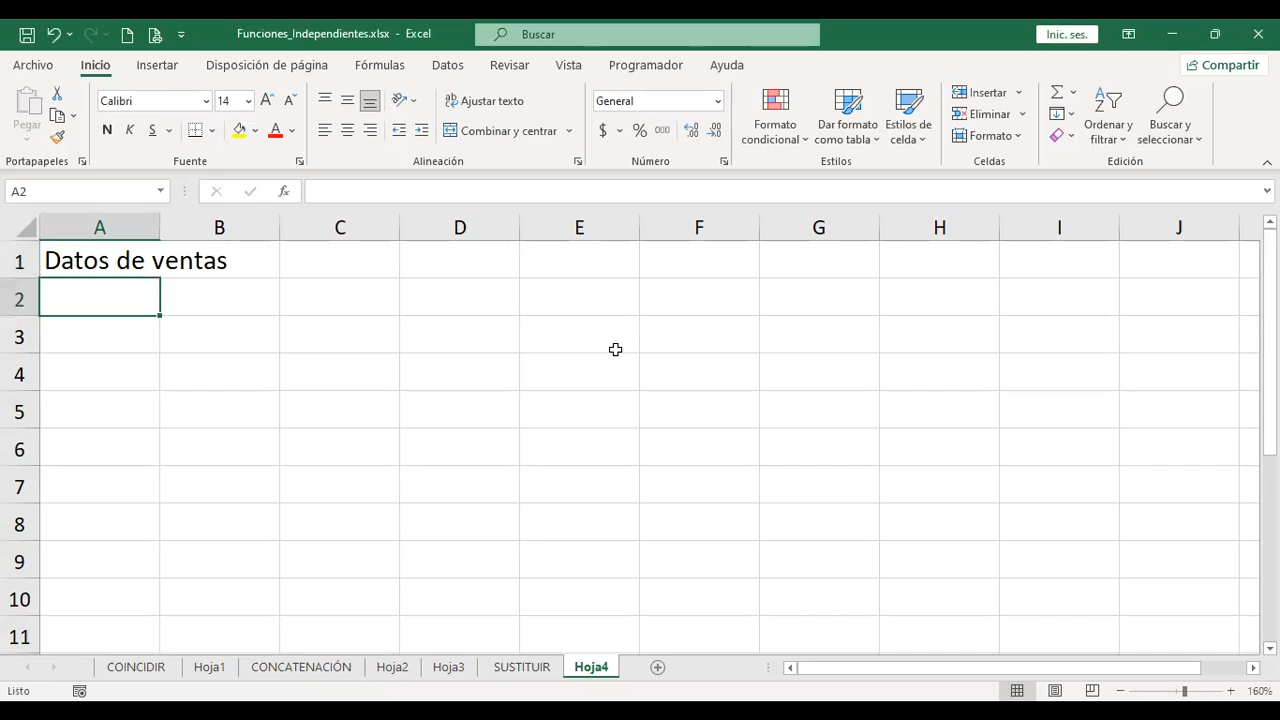 Funciones_Independientes.xlsx - Excel
Buscar
Inic. ses.
Archivo
Inicio
Insertar
Disposición de página
Fórmulas
Datos
Revisar
Vista
Programador
Ayuda
Compartir
Pegar
Calibri
14
Ajustar texto
General
Formato condicional
Dar formato como tabla
Estilos de celda
Insertar
Eliminar
Formato
Ordenar y filtrar
Buscar y seleccionar
N K S
Combinar y centrar
$ % 000
Portapapeles
Fuente
Alineación
Número
Estilos
Celdas
Edición
A2
fx
A B C D E F G H I J
1 Datos de ventas
2
3
4
5
6
7
8
9
10
11
COINCIDIR
Hoja1
CONCATENACIÓN
Hoja2
Hoja3
SUSTITUIR
Hoja4
Listo
160%